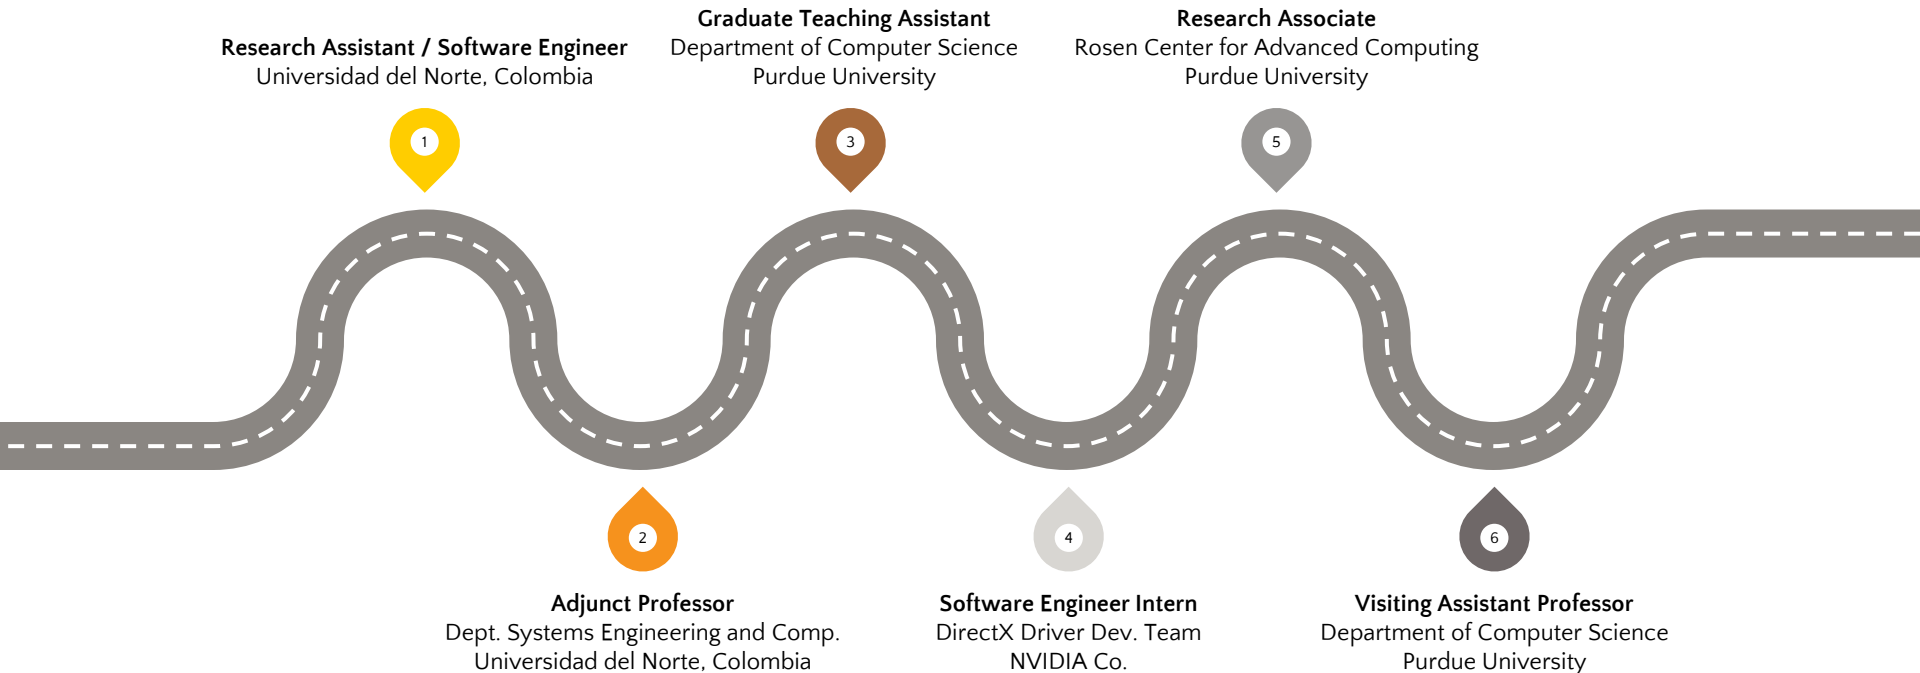 Research Assistant / Software Engineer
Universidad del Norte, Colombia
1
Adjunct Professor
Dept. Systems Engineering and Comp.
Universidad del Norte, Colombia
2
Graduate Teaching Assistant
Department of Computer Science
Purdue University
3
Software Engineer Intern
DirectX Driver Dev. Team
NVIDIA Co.
4
Research Associate
Rosen Center for Advanced Computing
Purdue University
5
Visiting Assistant Professor
Department of Computer Science
Purdue University
6